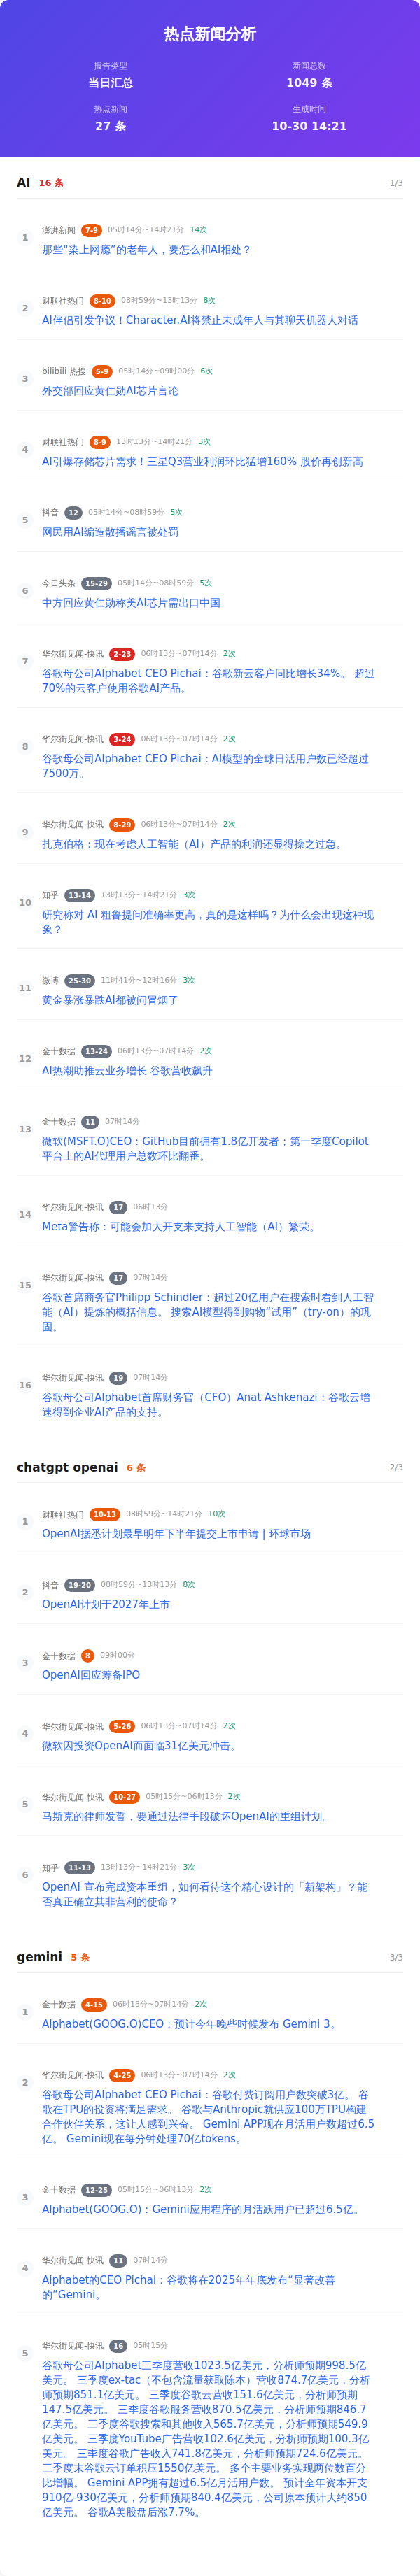 热点新闻分析
报告类型
当日汇总
新闻总数
1049 条
热点新闻
27 条
生成时间
10-30 14:21
AI 16 条 1/3
1
澎湃新闻 7-9 05时14分~14时21分 14次
那些“染上网瘾”的老年人，要怎么和AI相处？
2
财联社热门 8-10 08时59分~13时13分 8次
AI伴侣引发争议！Character.AI将禁止未成年人与其聊天机器人对话
3
bilibili 热搜 5-9 05时14分~09时00分 6次
外交部回应黄仁勋AI芯片言论
4
财联社热门 8-9 13时13分~14时21分 3次
AI引爆存储芯片需求！三星Q3营业利润环比猛增160% 股价再创新高
5
抖音 12 05时14分~08时59分 5次
网民用AI编造散播谣言被处罚
6
今日头条 15-29 05时14分~08时59分 5次
中方回应黄仁勋称美AI芯片需出口中国
7
华尔街见闻-快讯 2-23 06时13分~07时14分 2次
谷歌母公司Alphabet CEO Pichai：谷歌新云客户同比增长34%。 超过
70%的云客户使用谷歌AI产品。
8
华尔街见闻-快讯 3-24 06时13分~07时14分 2次
谷歌母公司Alphabet CEO Pichai：AI模型的全球日活用户数已经超过
7500万。
9
华尔街见闻-快讯 8-29 06时13分~07时14分 2次
扎克伯格：现在考虑人工智能（AI）产品的利润还显得操之过急。
10
知乎 13-14 13时13分~14时21分 3次
研究称对 AI 粗鲁提问准确率更高，真的是这样吗？为什么会出现这种现
象？
11
微博 25-30 11时41分~12时16分 3次
黄金暴涨暴跌AI都被问冒烟了
12
金十数据 13-24 06时13分~07时14分 2次
AI热潮助推云业务增长 谷歌营收飙升
13
金十数据 11 07时14分
微软(MSFT.O)CEO：GitHub目前拥有1.8亿开发者；第一季度Copilot
平台上的AI代理用户总数环比翻番。
14
华尔街见闻-快讯 17 06时13分
Meta警告称：可能会加大开支来支持人工智能（AI）繁荣。
15
华尔街见闻-快讯 17 07时14分
谷歌首席商务官Philipp Schindler：超过20亿用户在搜索时看到人工智
能（AI）提炼的概括信息。 搜索AI模型得到购物“试用”（try-on）的巩
固。
16
华尔街见闻-快讯 19 07时14分
谷歌母公司Alphabet首席财务官（CFO）Anat Ashkenazi：谷歌云增
速得到企业AI产品的支持。
chatgpt openai 6 条 2/3
1
财联社热门 10-13 08时59分~14时21分 10次
OpenAI据悉计划最早明年下半年提交上市申请 | 环球市场
2
抖音 19-20 08时59分~13时13分 8次
OpenAI计划于2027年上市
3
金十数据 8 09时00分
OpenAI回应筹备IPO
4
华尔街见闻-快讯 5-26 06时13分~07时14分 2次
微软因投资OpenAI而面临31亿美元冲击。
5
华尔街见闻-快讯 10-27 05时15分~06时13分 2次
马斯克的律师发誓，要通过法律手段破坏OpenAI的重组计划。
6
知乎 11-13 13时13分~14时21分 3次
OpenAI 宣布完成资本重组，如何看待这个精心设计的「新架构」？能
否真正确立其非营利的使命？
gemini 5 条 3/3
1
金十数据 4-15 06时13分~07时14分 2次
Alphabet(GOOG.O)CEO：预计今年晚些时候发布 Gemini 3。
2
华尔街见闻-快讯 4-25 06时13分~07时14分 2次
谷歌母公司Alphabet CEO Pichai：谷歌付费订阅用户数突破3亿。 谷
歌在TPU的投资将满足需求。 谷歌与Anthropic就供应100万TPU构建
合作伙伴关系，这让人感到兴奋。 Gemini APP现在月活用户数超过6.5
亿。 Gemini现在每分钟处理70亿tokens。
3
金十数据 12-25 05时15分~06时13分 2次
Alphabet(GOOG.O)：Gemini应用程序的月活跃用户已超过6.5亿。
4
华尔街见闻-快讯 11 07时14分
Alphabet的CEO Pichai：谷歌将在2025年年底发布“显著改善
的”Gemini。
5
华尔街见闻-快讯 16 05时15分
谷歌母公司Alphabet三季度营收1023.5亿美元，分析师预期998.5亿
美元。 三季度ex-tac（不包含流量获取陈本）营收874.7亿美元，分析
师预期851.1亿美元。 三季度谷歌云营收151.6亿美元，分析师预期
147.5亿美元。 三季度谷歌服务营收870.5亿美元，分析师预期846.7
亿美元。 三季度谷歌搜索和其他收入565.7亿美元，分析师预期549.9
亿美元。 三季度YouTube广告营收102.6亿美元，分析师预期100.3亿
美元。 三季度谷歌广告收入741.8亿美元，分析师预期724.6亿美元。
三季度末谷歌云订单积压1550亿美元。 多个主要业务实现两位数百分
比增幅。 Gemini APP拥有超过6.5亿月活用户数。 预计全年资本开支
910亿-930亿美元，分析师预期840.4亿美元，公司原本预计大约850
亿美元。 谷歌A美股盘后涨7.7%。